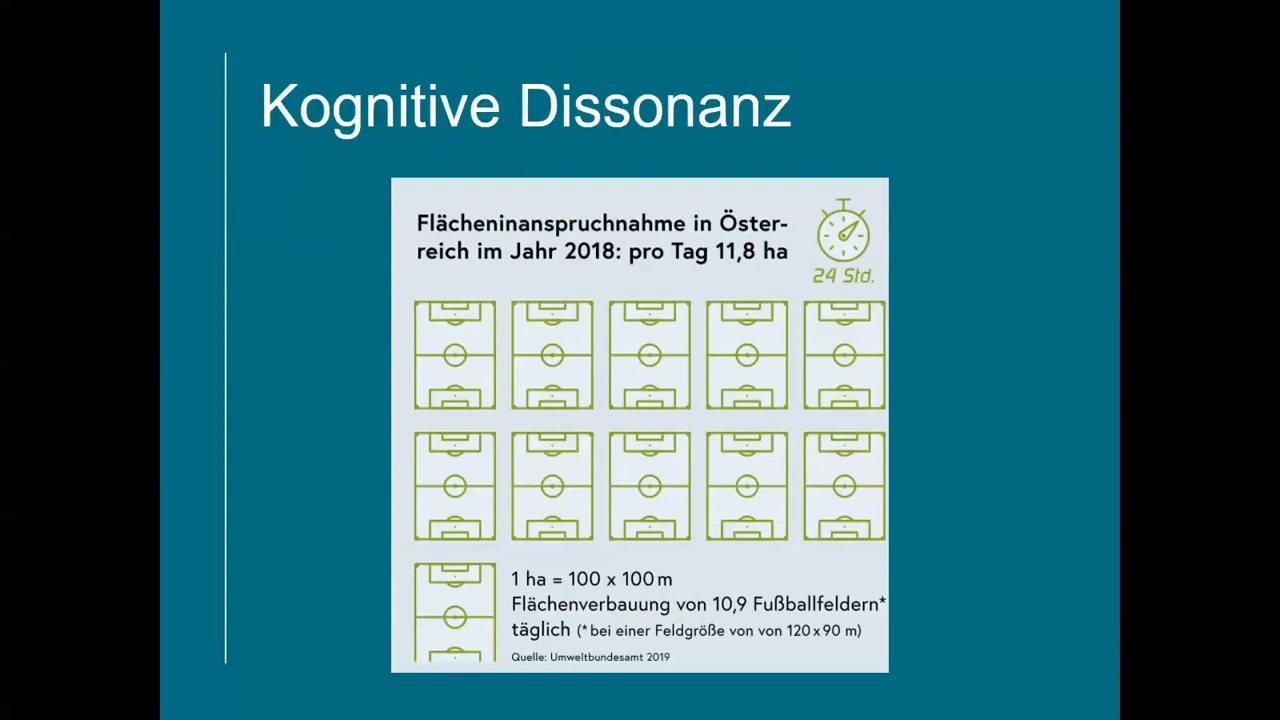 Kognitive Dissonanz
Flächeninanspruchnahme in Öster-
reich im Jahr 2018: pro Tag 11,8 ha
24 Std.
1 ha = 100 x 100 m
Flächenverbauung von 10,9 Fußballfeldern*
täglich (* bei einer Feldgröße von von 120 x 90 m)
Quelle: Umweltbundesamt 2019